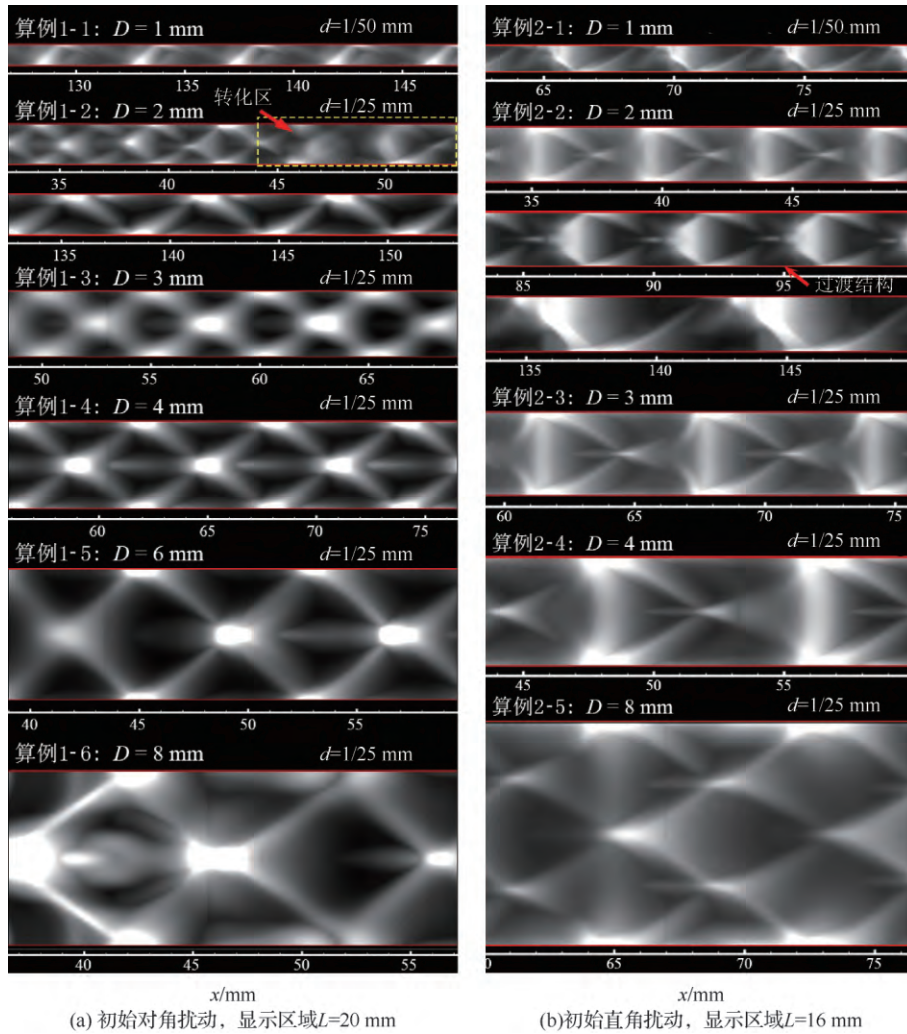 算例1-1: D = 1 mm d=1/50 mm
130 135 140 145
算例1-2: D = 2 mm 转化区 d=1/25 mm
35 40 45 50
135 140 145 150
算例1-3: D = 3 mm d=1/25 mm
50 55 60 65
算例1-4: D = 4 mm d=1/25 mm
60 65 70 75
算例1-5: D = 6 mm d=1/25 mm
40 45 50 55
算例1-6: D = 8 mm d=1/25 mm
40 45 50 55
x/mm
(a) 初始对角扰动，显示区域L=20 mm
算例2-1: D = 1 mm d=1/50 mm
65 70 75
算例2-2: D = 2 mm d=1/25 mm
35 40 45
85 90 95
过渡结构
135 140 145
算例2-3: D = 3 mm d=1/25 mm
60 65 70 75
算例2-4: D = 4 mm d=1/25 mm
45 50 55
算例2-5: D = 8 mm d=1/25 mm
60 65 70 75
x/mm
(b)初始直角扰动，显示区域L=16 mm